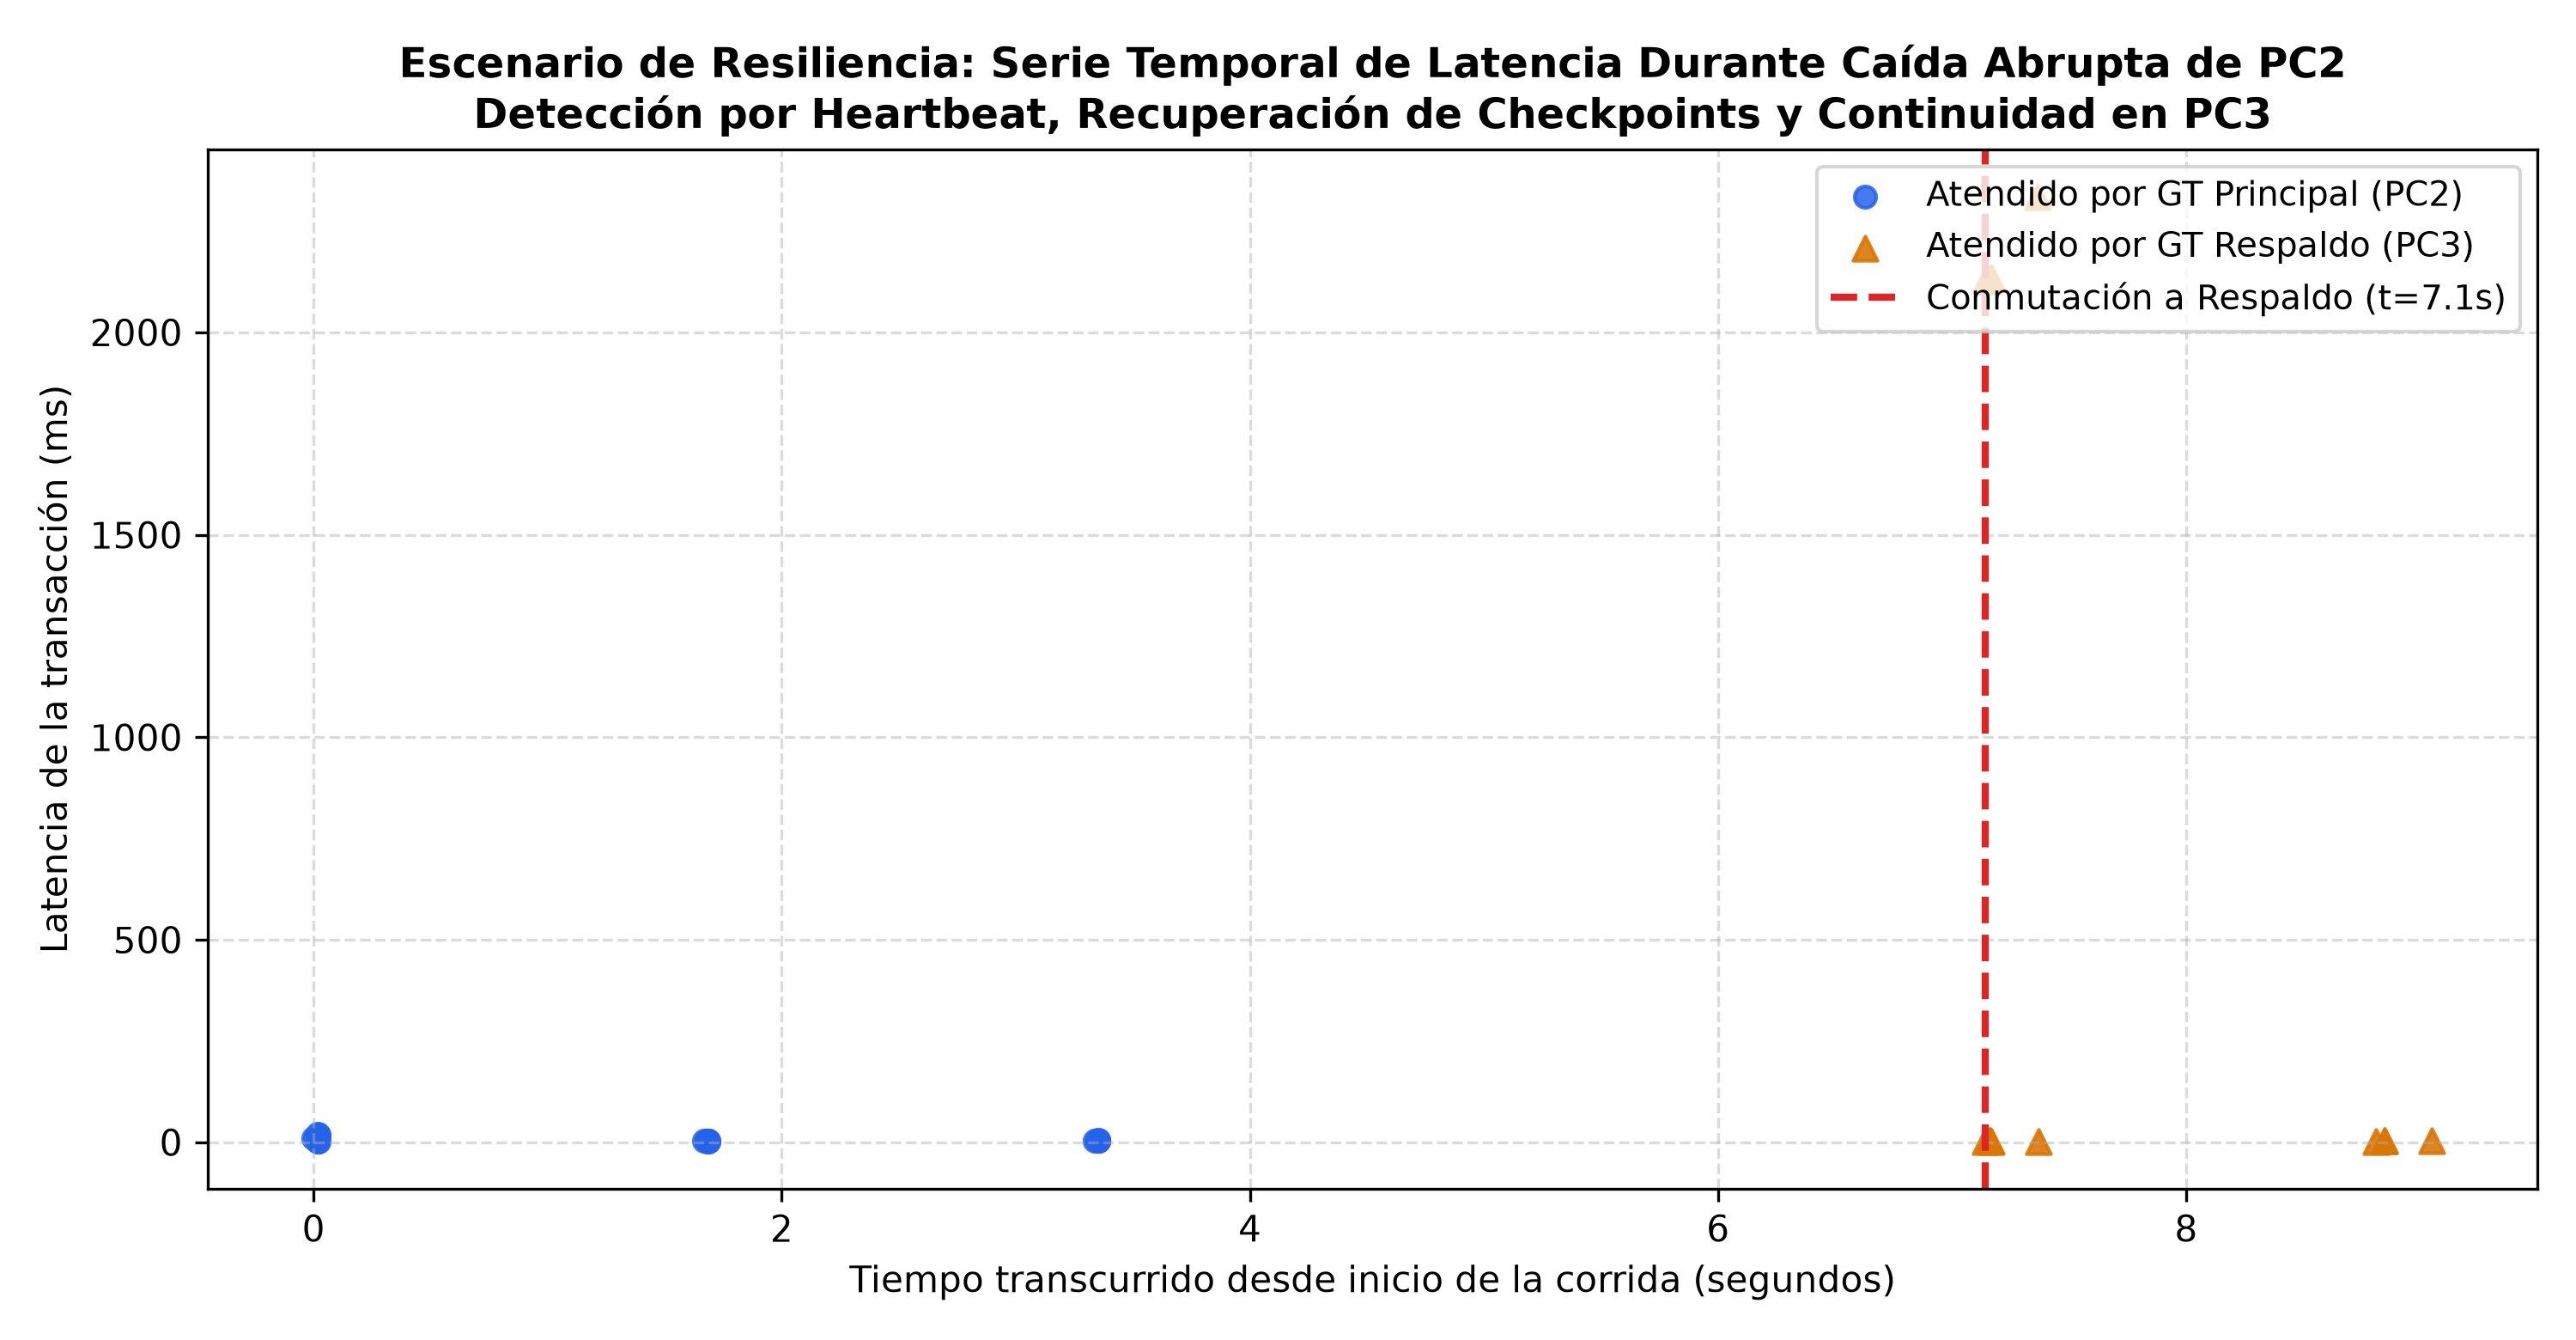 Escenario de Resiliencia: Serie Temporal de Latencia Durante Caída Abrupta de PC2
Detección por Heartbeat, Recuperación de Checkpoints y Continuidad en PC3
Atendido por GT Principal (PC2)
Atendido por GT Respaldo (PC3)
Conmutación a Respaldo (t=7.1s)
Latencia de la transacción (ms)
2000
1500
1000
500
0
0 2 4 6 8
Tiempo transcurrido desde inicio de la corrida (segundos)